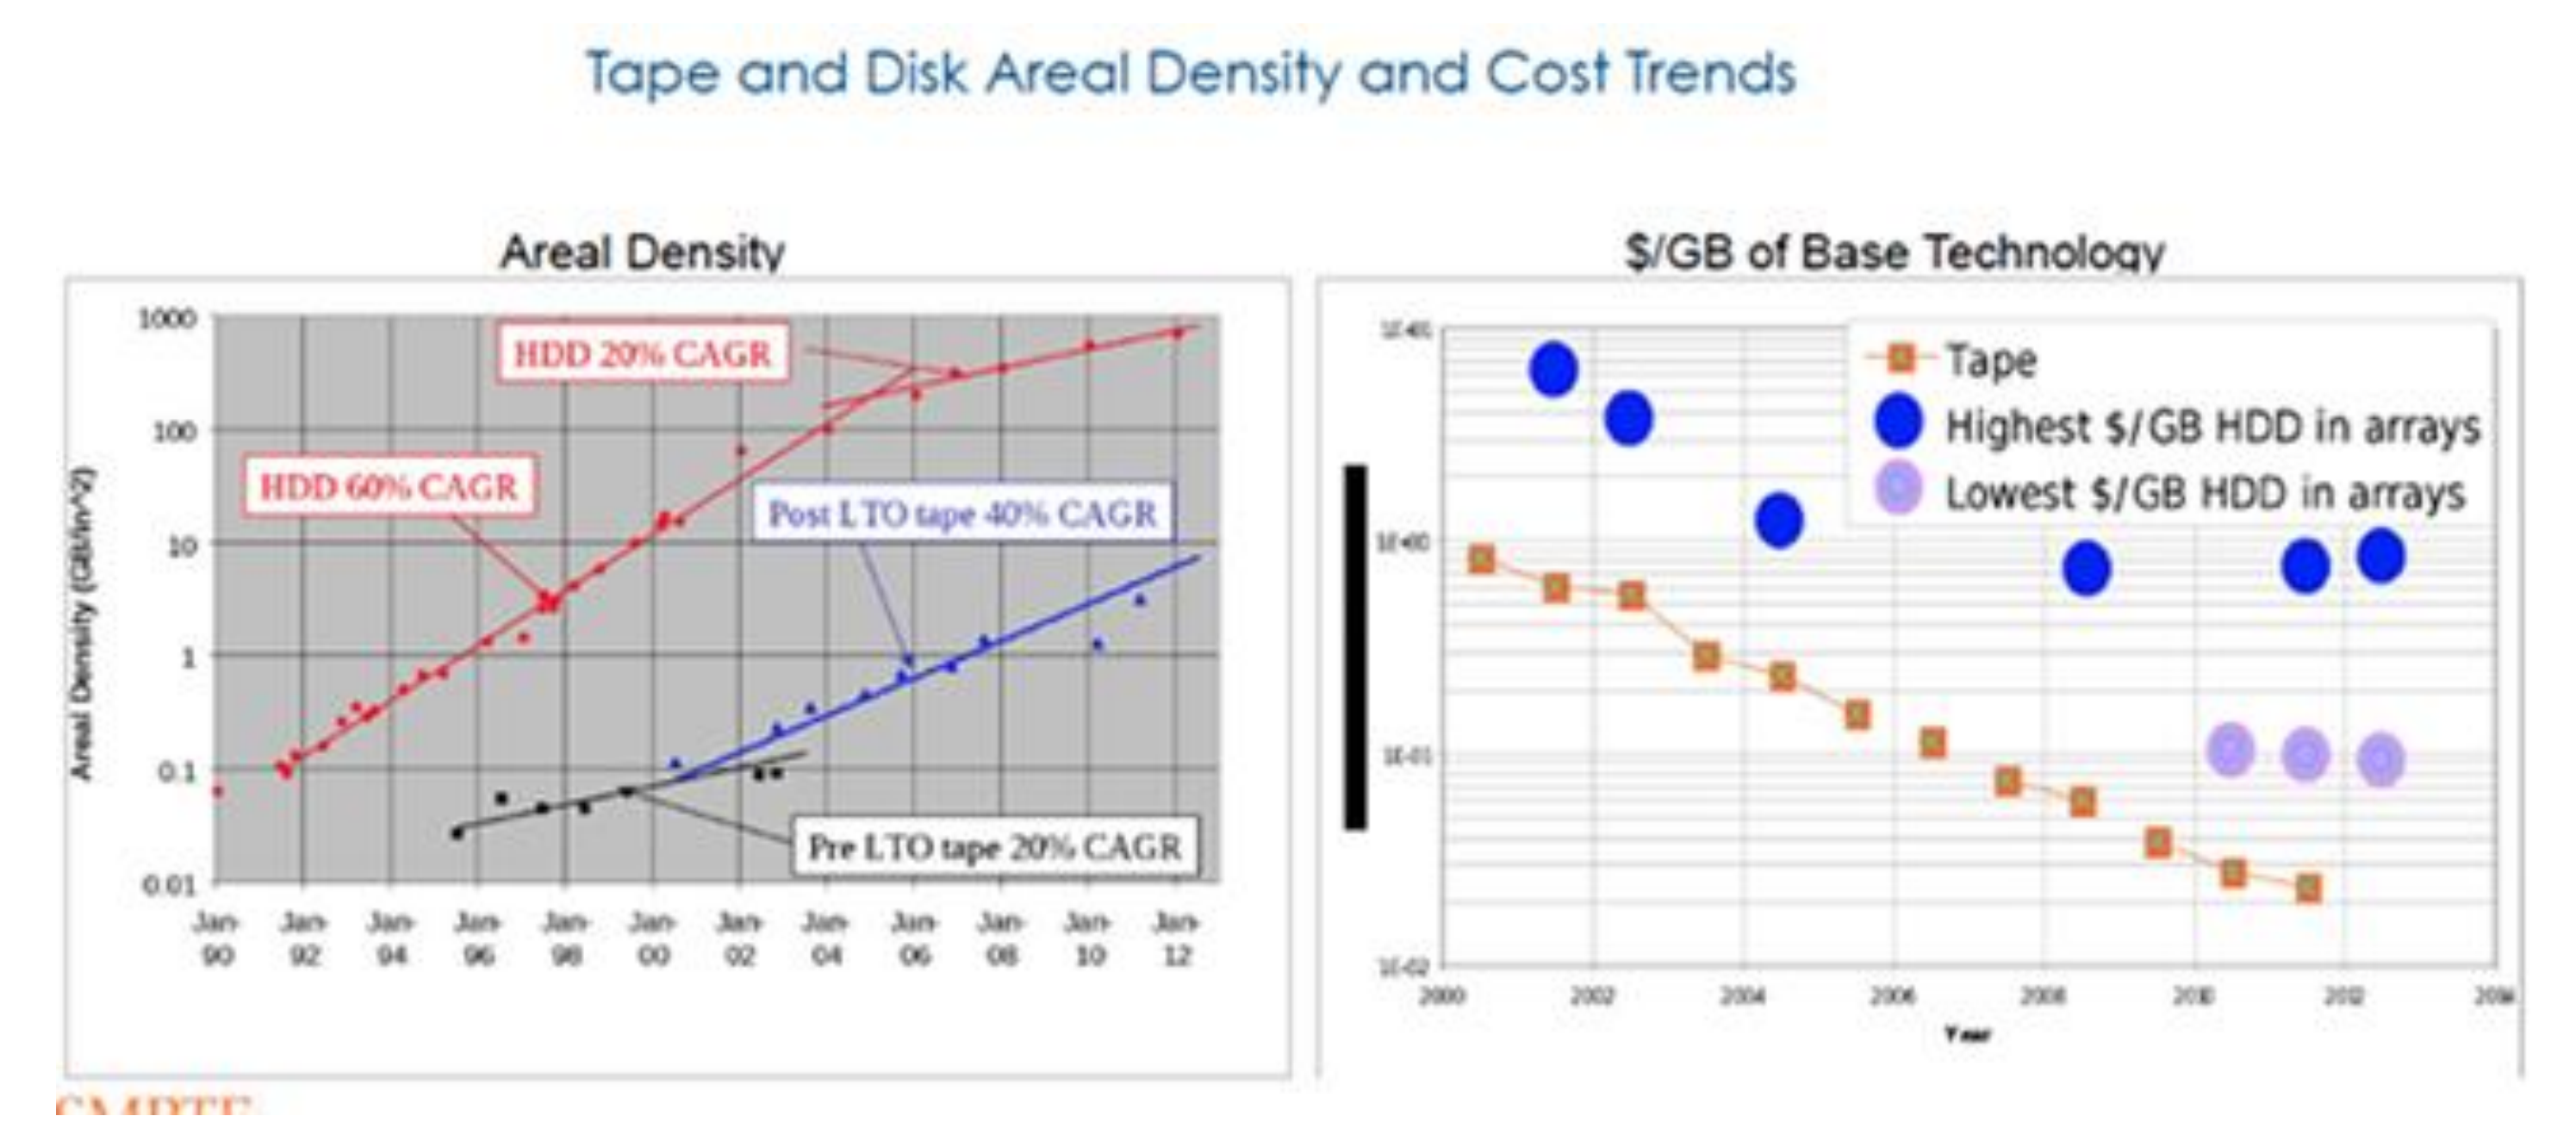 Tape and Disk Areal Density and Cost Trends
Areal Density
1000
100
10
1
0.1
0.01
Areal Density (GB/in^2)
HDD 20% CAGR
HDD 60% CAGR
Post LTO tape 40% CAGR
Pre LTO tape 20% CAGR
Jan-90
Jan-92
Jan-94
Jan-96
Jan-98
Jan-00
Jan-02
Jan-04
Jan-06
Jan-08
Jan-10
Jan-12
$/GB of Base Technology
1E+01
1E+00
1E-01
1E-02
Tape
Highest $/GB HDD in arrays
Lowest $/GB HDD in arrays
2000
2002
2004
2006
2008
2010
2012
2014
Year
SMPTE